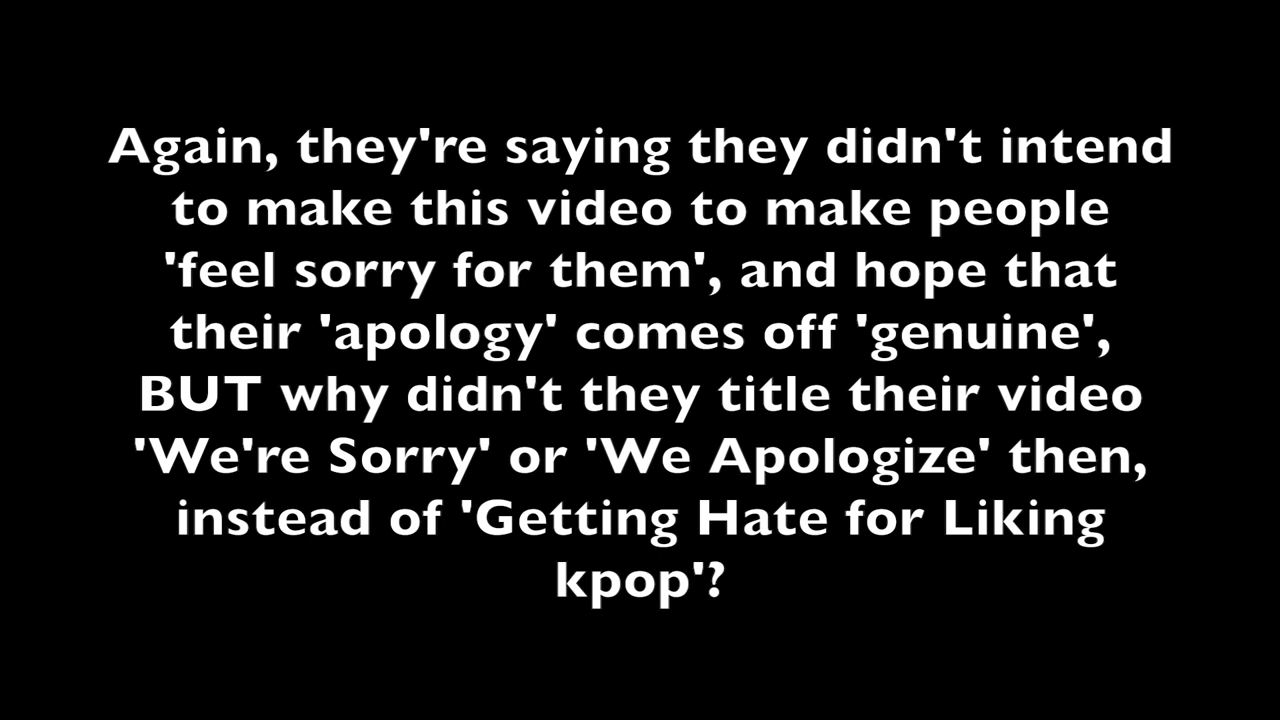 Again, they're saying they didn't intend
to make this video to make people
'feel sorry for them', and hope that
their 'apology' comes off 'genuine',
BUT why didn't they title their video
'We're Sorry' or 'We Apologize' then,
instead of 'Getting Hate for Liking
kpop'?